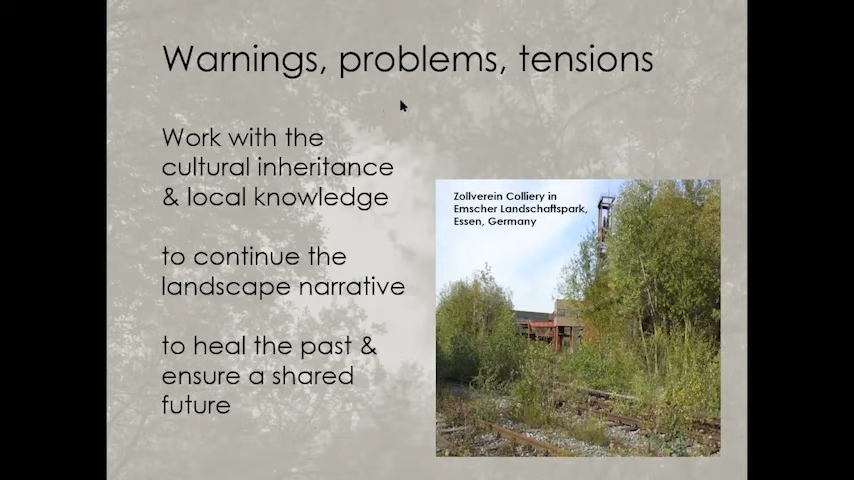 Warnings, problems, tensions
Work with the
cultural inheritance
& local knowledge
to continue the
landscape narrative
to heal the past &
ensure a shared
future
Zollverein Colliery in
Emscher Landschaftspark,
Essen, Germany